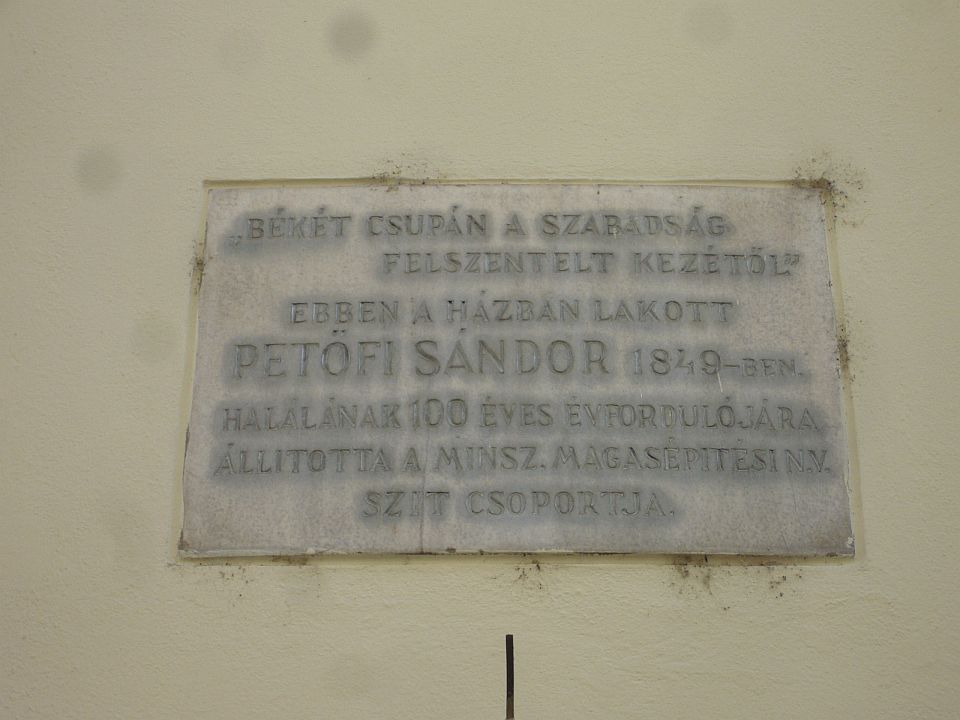 „BÉKÉT CSUPÁN A SZABADSÁG
FELSZENTELT KEZÉTŐL”
EBBEN A HÁZBAN LAKOTT
PETŐFI SÁNDOR 1849-BEN.
HALÁLÁNAK 100 ÉVES ÉVFORDULÓJÁRA
ÁLLITOTTA A MINSZ. MAGASÉPITÉSI N.V.
SZIT CSOPORTJA.